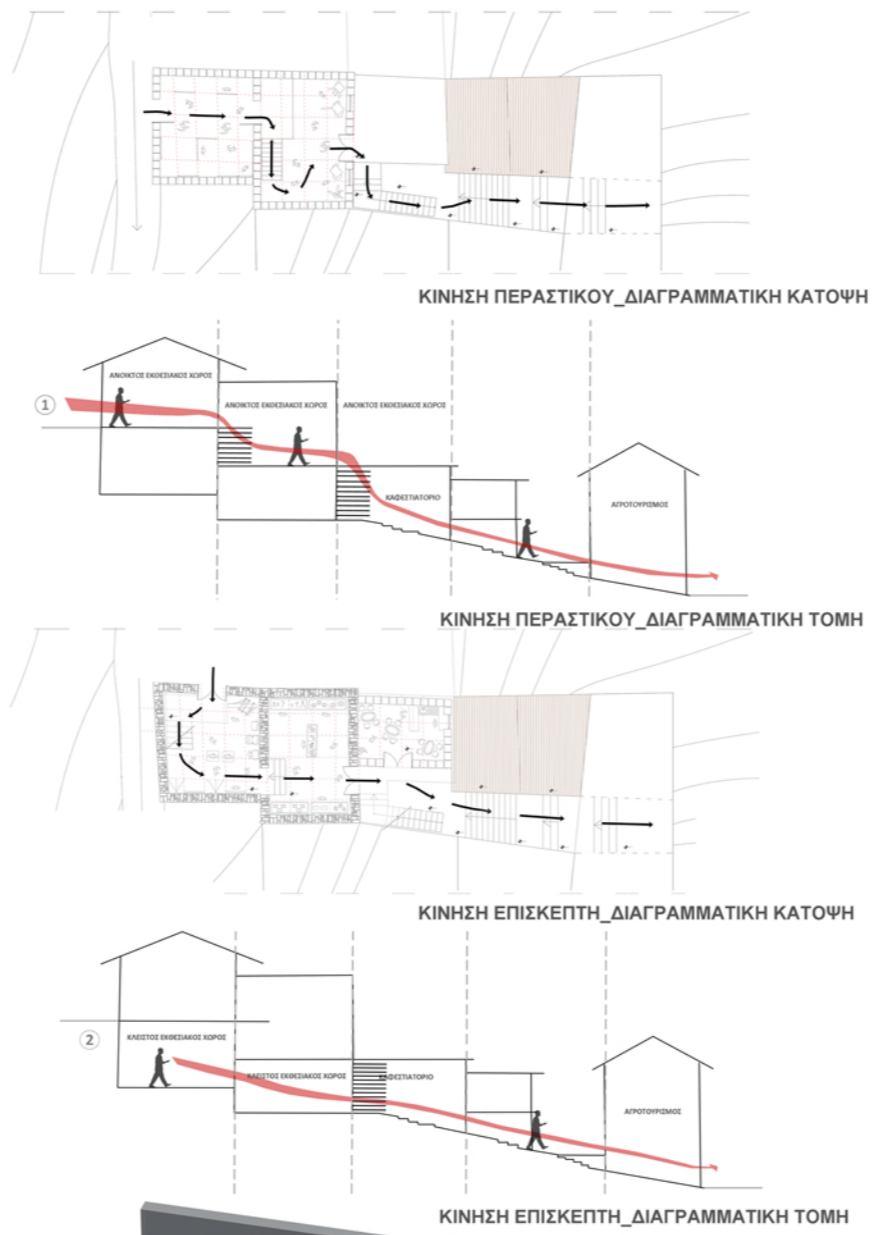 ΚΙΝΗΣΗ ΠΕΡΑΣΤΙΚΟΥ_ΔΙΑΓΡΑΜΜΑΤΙΚΗ ΚΑΤΟΨΗ
ΑΝΟΙΚΤΟΣ ΕΚΘΕΣΙΑΚΟΣ ΧΩΡΟΣ
1
ΑΝΟΙΚΤΟΣ ΕΚΘΕΣΙΑΚΟΣ ΧΩΡΟΣ
ΑΝΟΙΚΤΟΣ ΕΚΘΕΣΙΑΚΟΣ ΧΩΡΟΣ
ΚΑΦΕΣΤΙΑΤΟΡΙΟ
ΑΓΡΟΤΟΥΡΙΣΜΟΣ
ΚΙΝΗΣΗ ΠΕΡΑΣΤΙΚΟΥ_ΔΙΑΓΡΑΜΜΑΤΙΚΗ ΤΟΜΗ
ΚΙΝΗΣΗ ΕΠΙΣΚΕΠΤΗ_ΔΙΑΓΡΑΜΜΑΤΙΚΗ ΚΑΤΟΨΗ
2
ΚΛΕΙΣΤΟΣ ΕΚΘΕΣΙΑΚΟΣ ΧΩΡΟΣ
ΚΛΕΙΣΤΟΣ ΕΚΘΕΣΙΑΚΟΣ ΧΩΡΟΣ
ΚΑΦΕΣΤΙΑΤΟΡΙΟ
ΑΓΡΟΤΟΥΡΙΣΜΟΣ
ΚΙΝΗΣΗ ΕΠΙΣΚΕΠΤΗ_ΔΙΑΓΡΑΜΜΑΤΙΚΗ ΤΟΜΗ